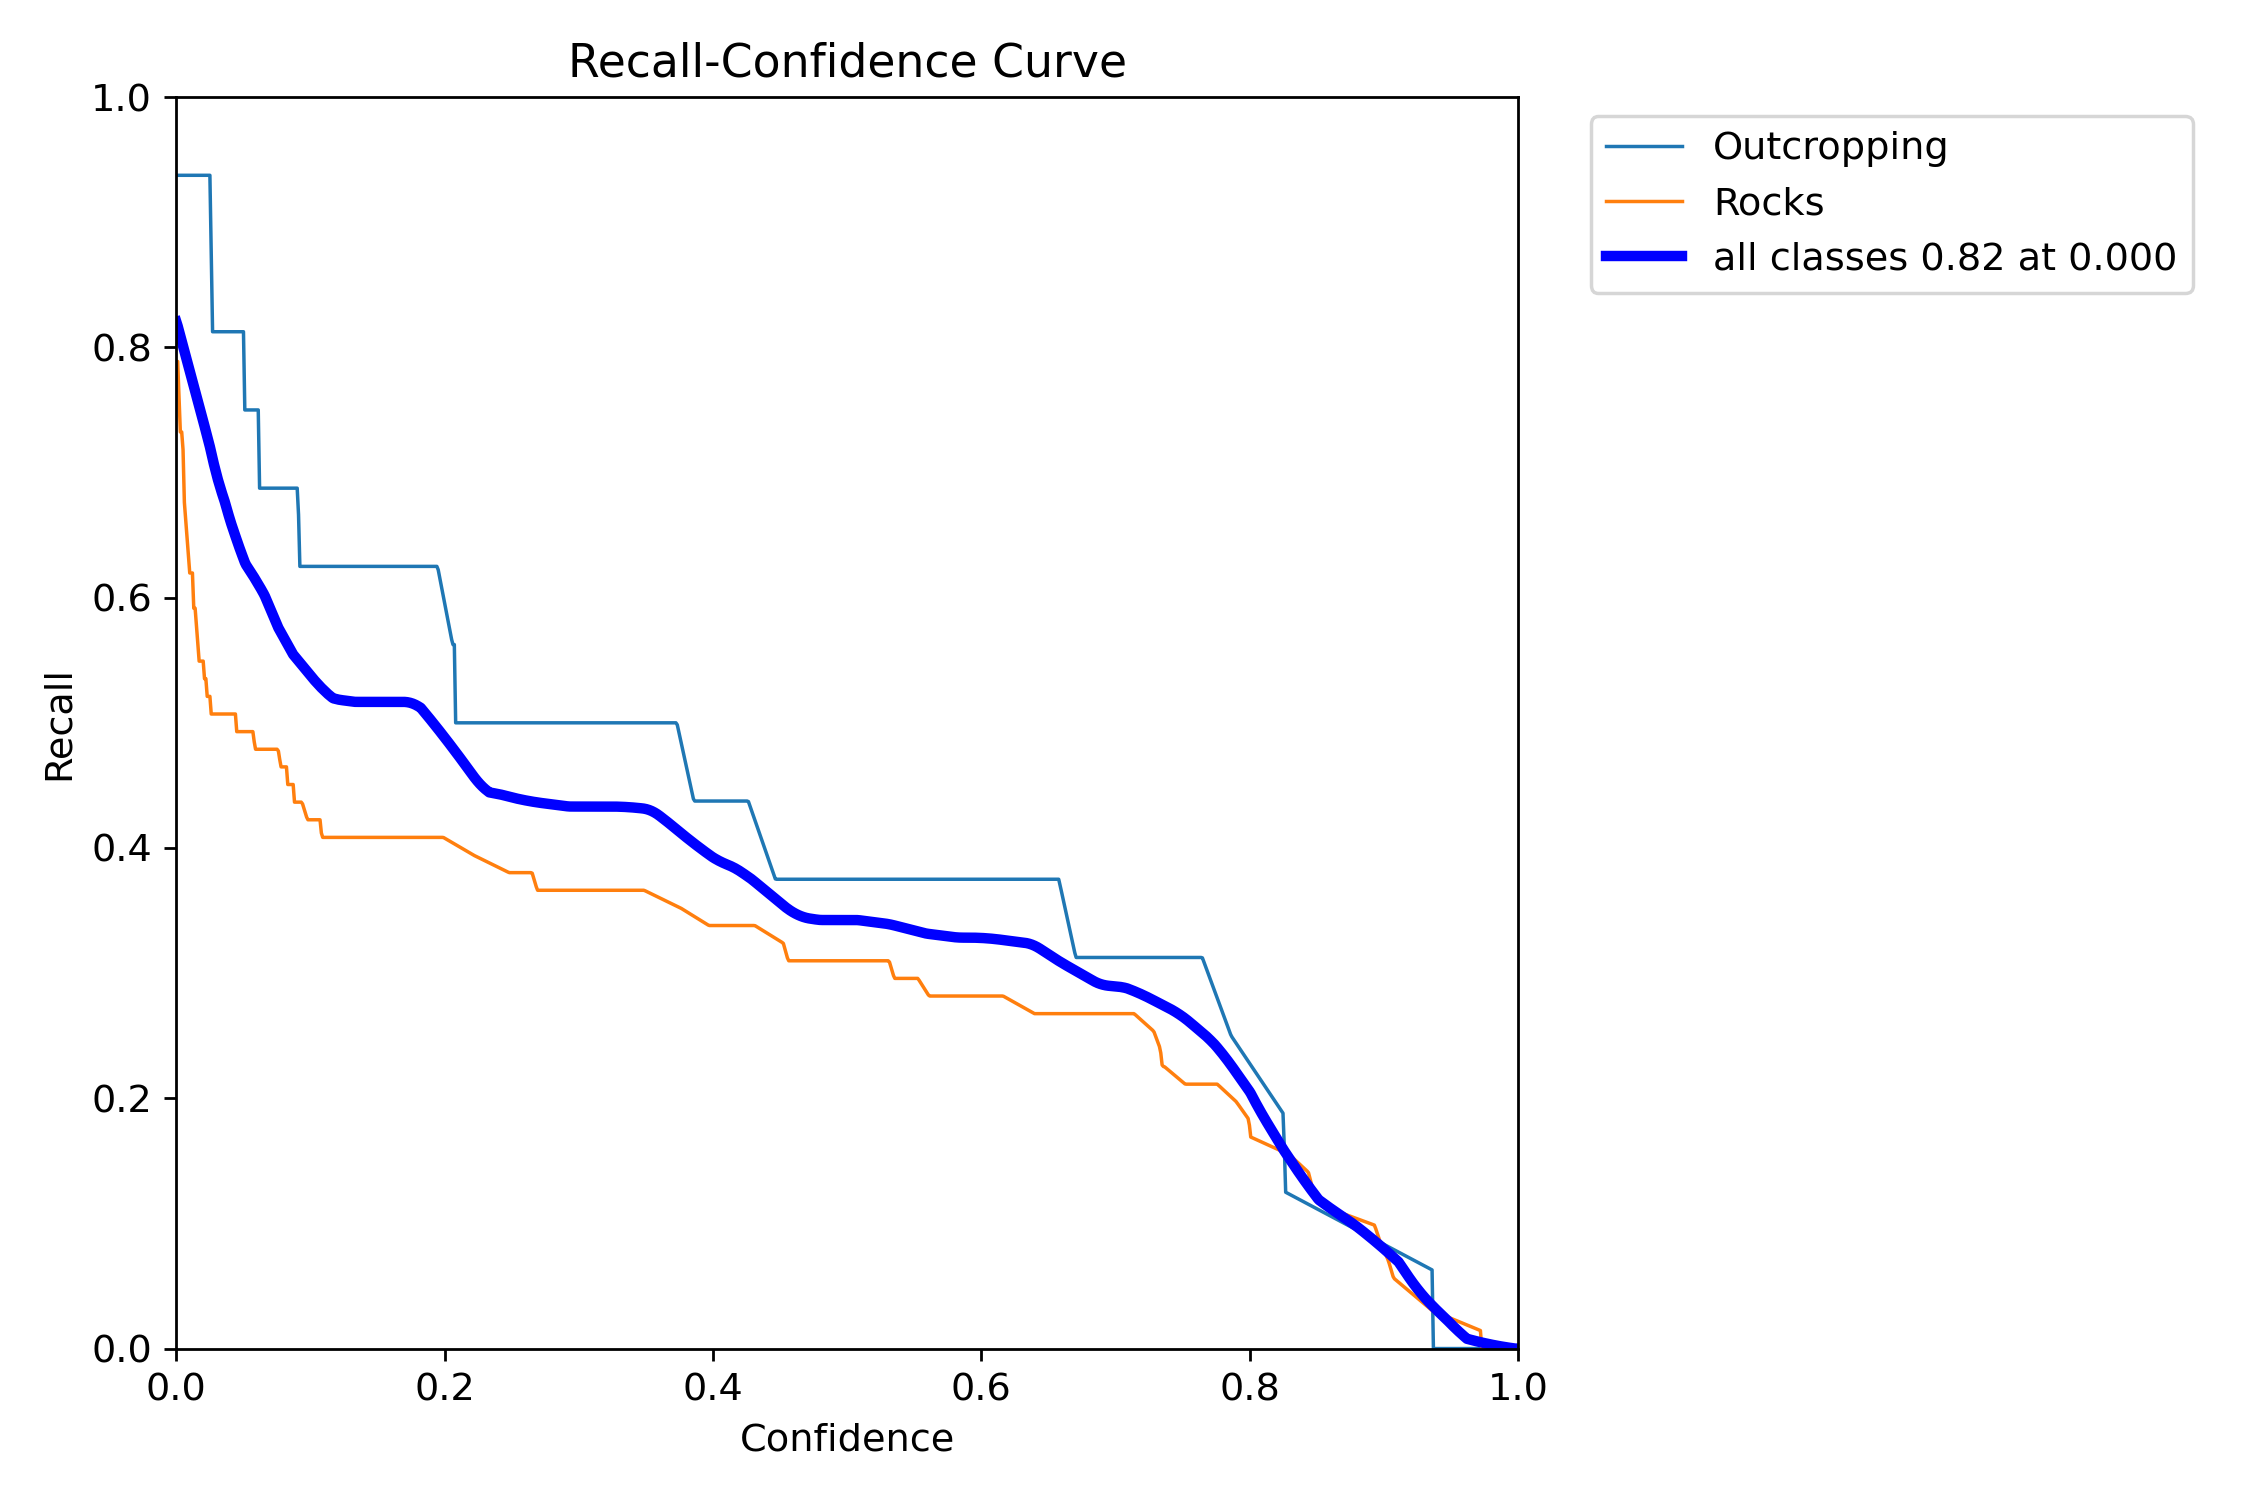 Recall-Confidence Curve
1.0
0.8
0.6
0.4
0.2
0.0
Recall
0.0 0.2 0.4 0.6 0.8 1.0
Confidence
Outcropping
Rocks
all classes 0.82 at 0.000